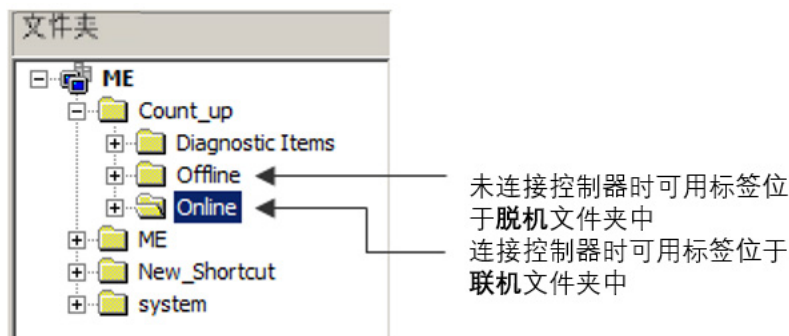 文件夹
ME
Count_up
Diagnostic Items
Offline
Online
ME
New_Shortcut
system
未连接控制器时可用标签位
于脱机文件夹中
连接控制器时可用标签位于
联机文件夹中